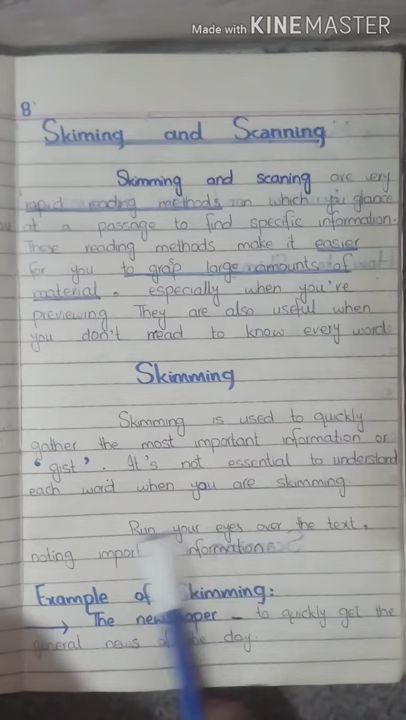 Made with KINEMASTER
8
Skiming and Scanning
Skimming and scaning are very
rapid reading methods in which you glance
at a passage to find specific information.
These reading methods make it easier
for you to grasp large amounts of
material. especially when you're
previewing. They are also useful when
you don't need to know every word.
Skimming
Skimming is used to quickly
gather the most important information or
'gist'. It's not essential to understand
each word when you are skimming
Run your eyes over the text,
noting information
Example of Skimming:
→ The newspaper - to quickly get the
general news of the day